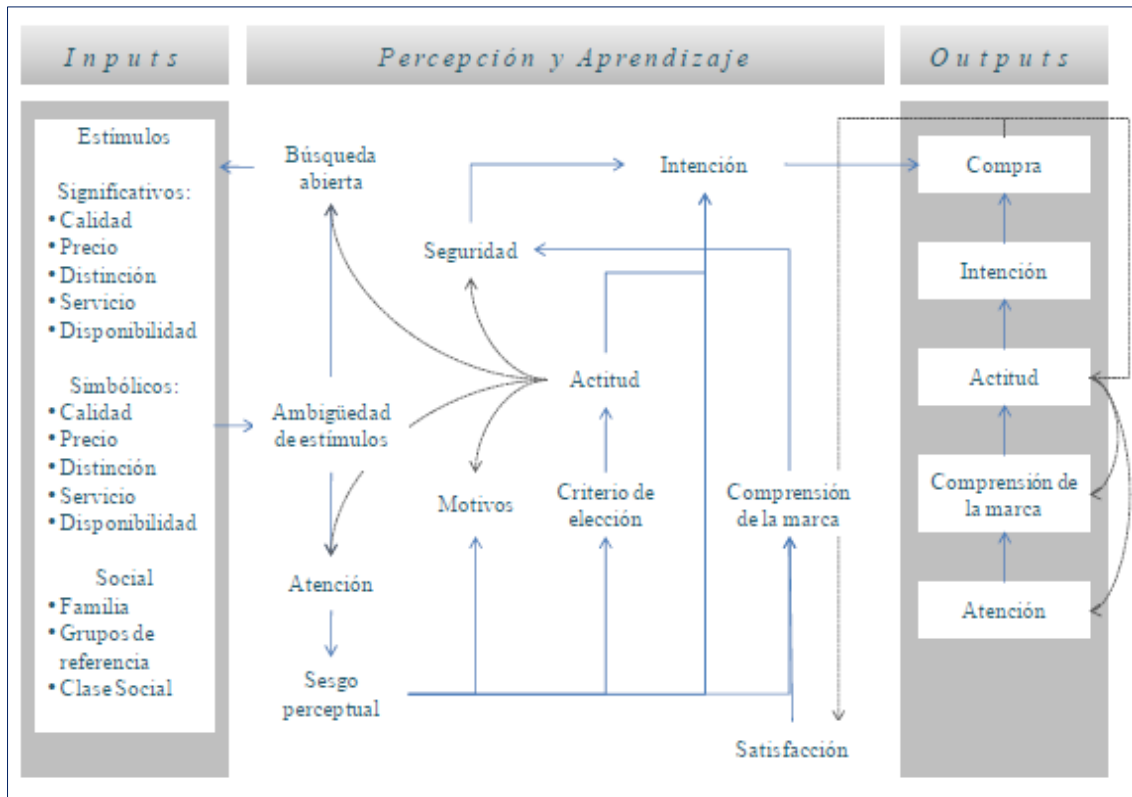 Inputs
Percepción y Aprendizaje
Outputs
Estímulos
Significativos:
• Calidad
• Precio
• Distinción
• Servicio
• Disponibilidad
Simbólicos:
• Calidad
• Precio
• Distinción
• Servicio
• Disponibilidad
Social
• Familia
• Grupos de
referencia
• Clase Social
Búsqueda
abierta
Intención
Seguridad
Actitud
Ambigüedad
de estímulos
Motivos
Criterio de
elección
Comprensión
de la marca
Atención
Sesgo
perceptual
Satisfacción
Compra
Intención
Actitud
Comprensión de
la marca
Atención